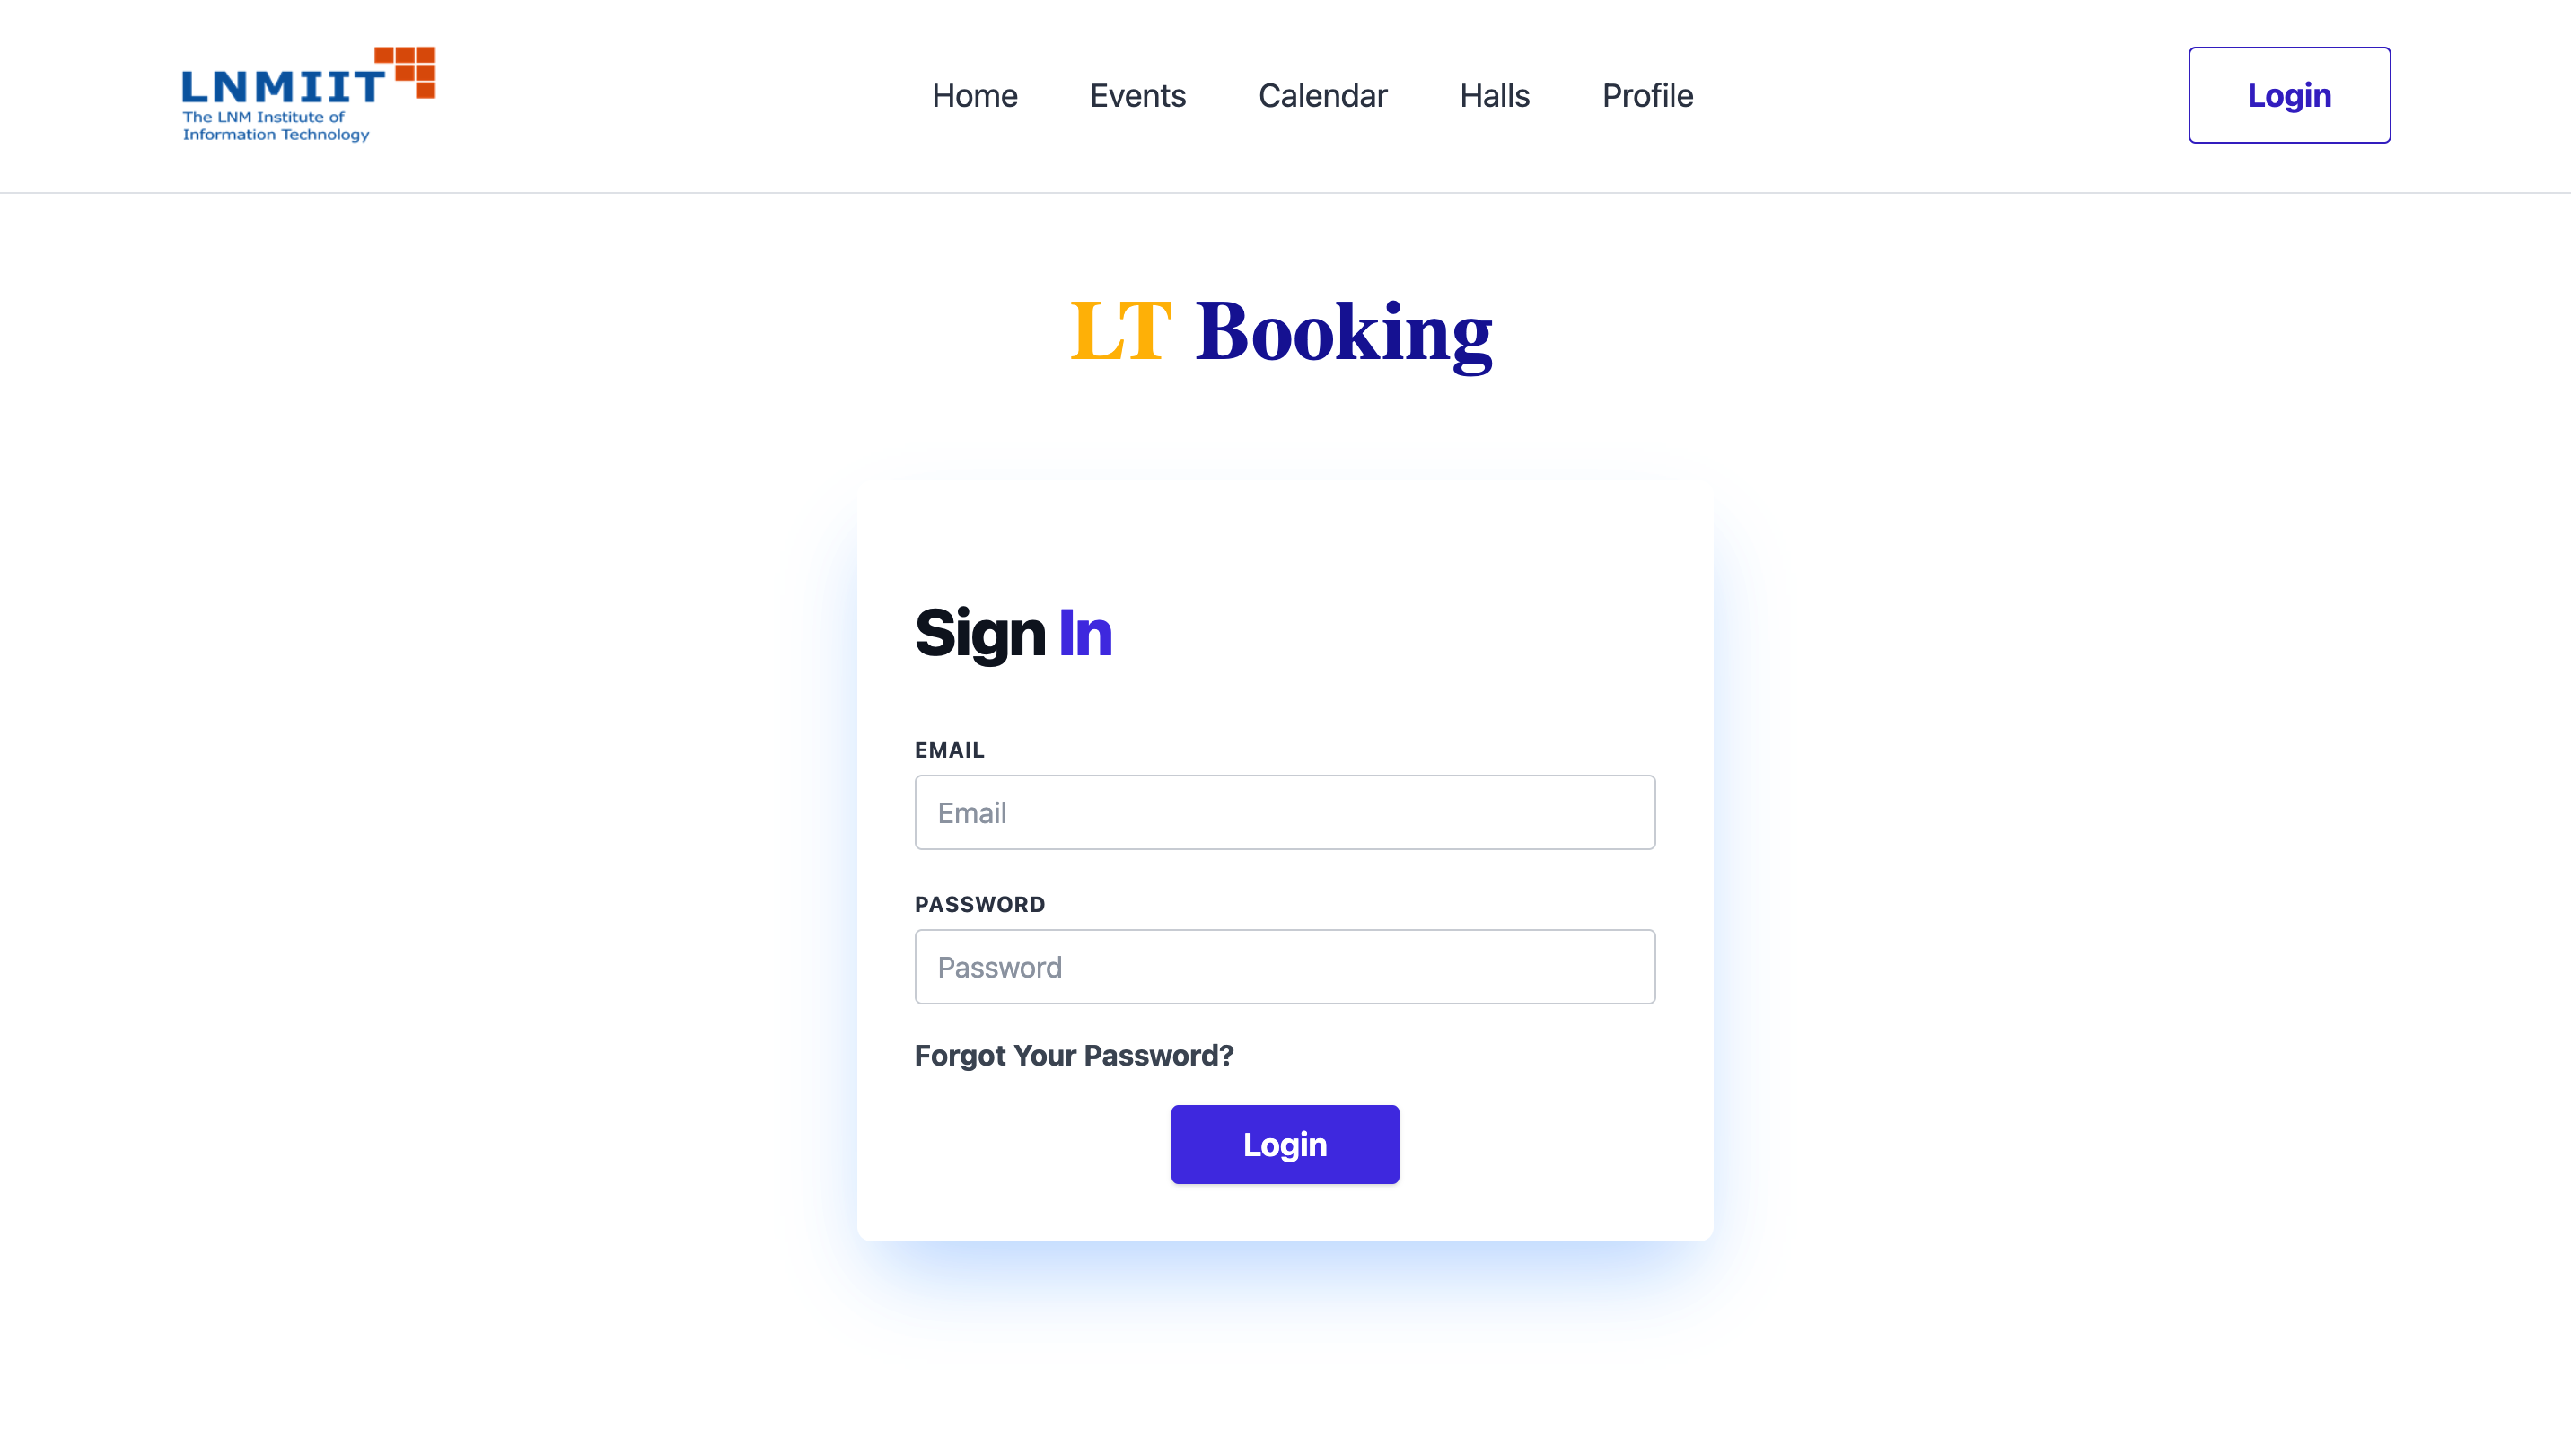 LNMIIT
The LNM Institute of
Information Technology
Home Events Calendar Halls Profile
Login
LT Booking
Sign In
EMAIL
Email
PASSWORD
Password
Forgot Your Password?
Login